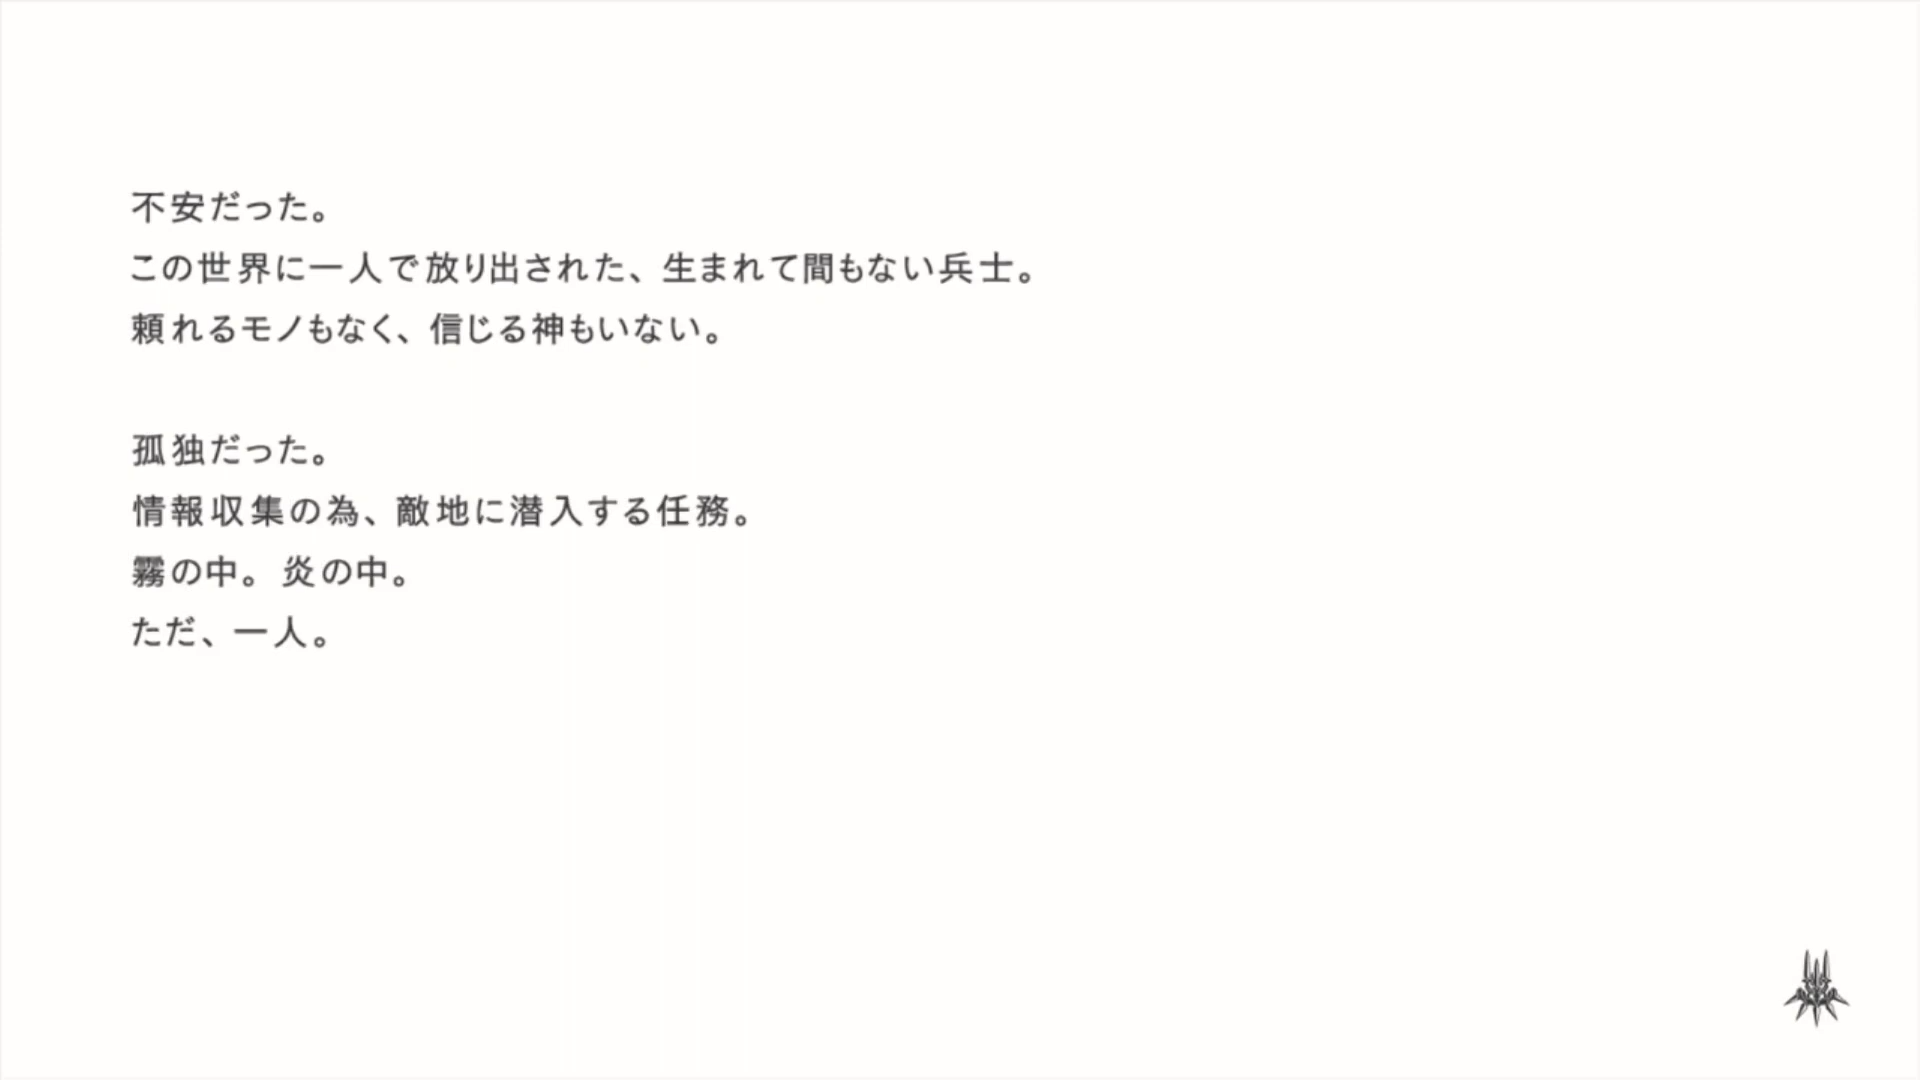 不安だった。
この世界に一人で放り出された、生まれて間もない兵士。
頼れるモノもなく、信じる神もいない。
孤独だった。
情報収集の為、敵地に潜入する任務。
霧の中。炎の中。
ただ、一人。